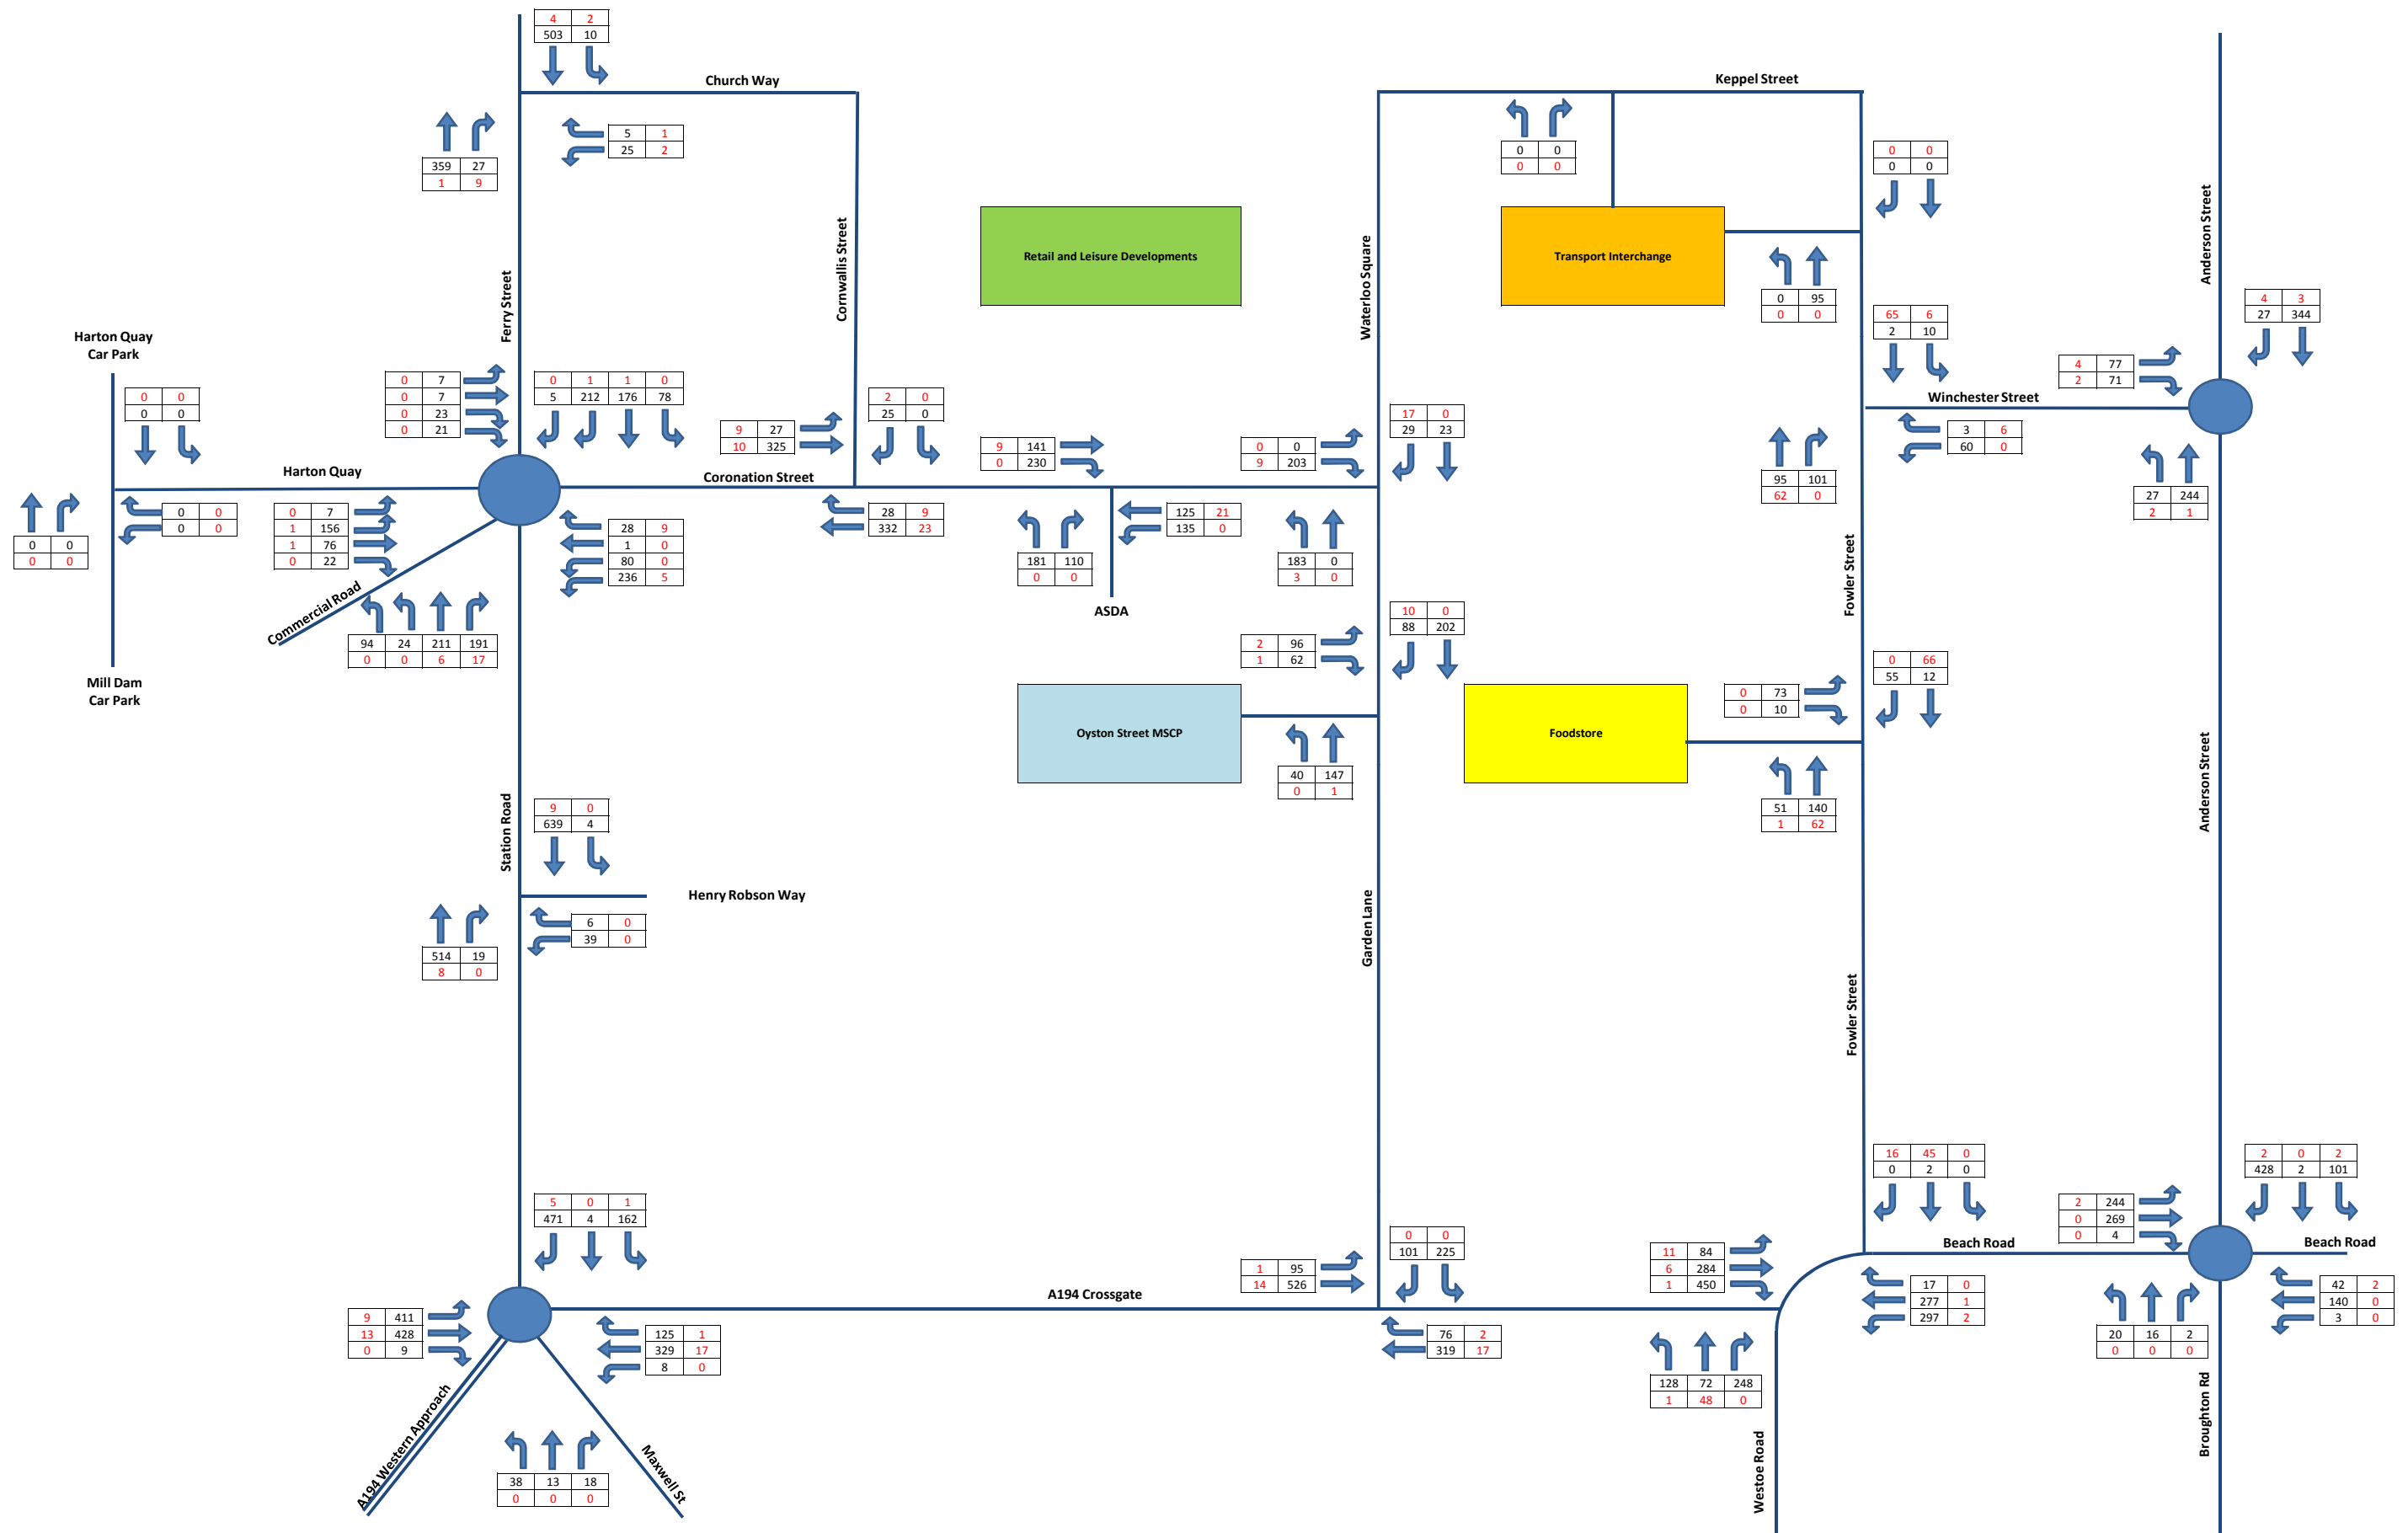 4 2
503 10
Church Way
Keppel Street
359 27
1 9
5 1
25 2
0 0
0 0
0 0
0 0
Ferry Street
Cornwallis Street
Retail and Leisure Developments
Waterloo Square
Transport Interchange
Anderson Street
0 95
0 0
65 6
2 10
4 3
27 344
Harton Quay
Car Park
0 0
0 0
0 7
0 7
0 23
0 21
0 1 1 0
5 212 176 78
9 27
10 325
2 0
25 0
9 141
0 230
0 0
9 203
17 0
29 23
4 77
2 71
Winchester Street
3 6
60 0
95 101
62 0
27 244
2 1
Harton Quay
Coronation Street
0 0
0 0
0 0
0 0
0 7
1 156
1 76
0 22
28 9
1 0
80 0
236 5
28 9
332 23
181 110
0 0
125 21
135 0
183 0
3 0
Commercial Road
94 24 211 191
0 0 6 17
ASDA
Fowler Street
2 96
1 62
10 0
88 202
Mill Dam
Car Park
Oyston Street MSCP
Foodstore
0 73
0 10
0 66
55 12
40 147
0 1
51 140
1 62
Station Road
Anderson Street
9 0
639 4
Henry Robson Way
514 19
8 0
6 0
39 0
Garden Lane
Fowler Street
5 0 1
471 4 162
0 0
101 225
1 95
14 526
11 84
6 284
1 450
16 45 0
0 2 0
2 244
0 269
0 4
2 0 2
428 2 101
Beach Road
Beach Road
A194 Crossgate
9 411
13 428
0 9
125 1
329 17
8 0
76 2
319 17
17 0
277 1
297 2
20 16 2
0 0 0
42 2
140 0
3 0
128 72 248
1 48 0
A194 Western Approach
38 13 18
0 0 0
Maxwell St
Westoe Road
Broughton Rd